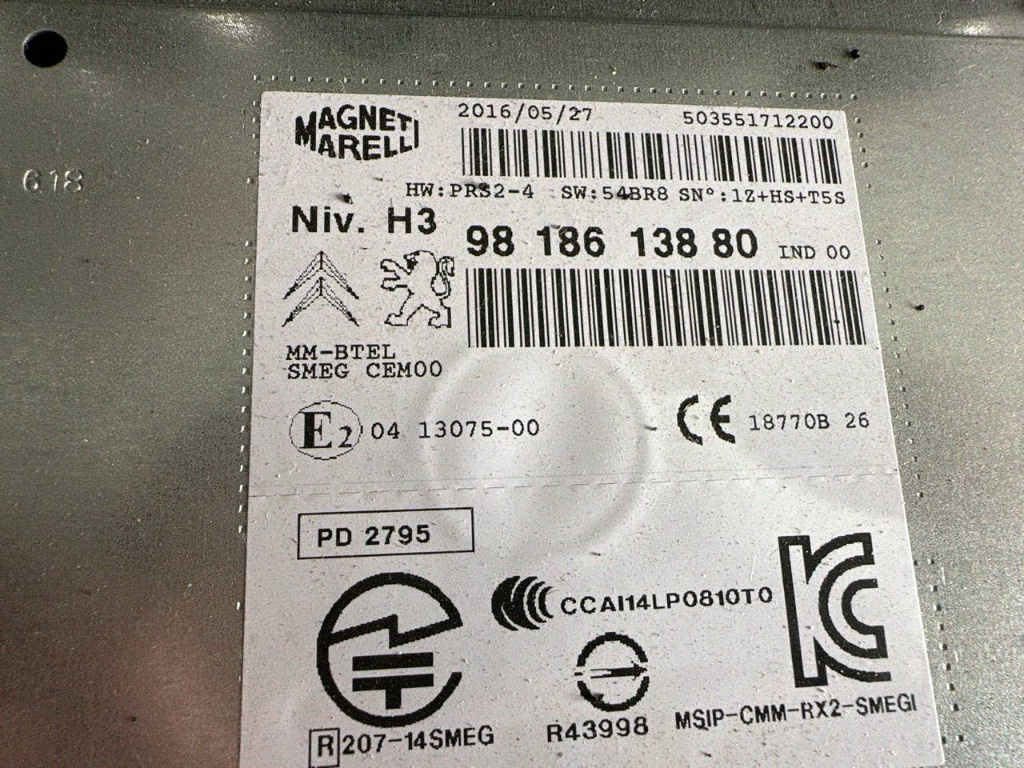 618
MAGNETI
MARELLI
2016/05/27 503551712200
HW:PRS2-4 SW:54BR8 SN°:1Z+HS+T5S
Niv. H3
98 186 138 80 IND 00
MM-BTEL
SMEG CEM00
E2 04 13075-00
CE 18770B 26
PD 2795
CCAI14LP0810T0
R 207-14SMEG
R43998
MSIP-CMM-RX2-SMEGI